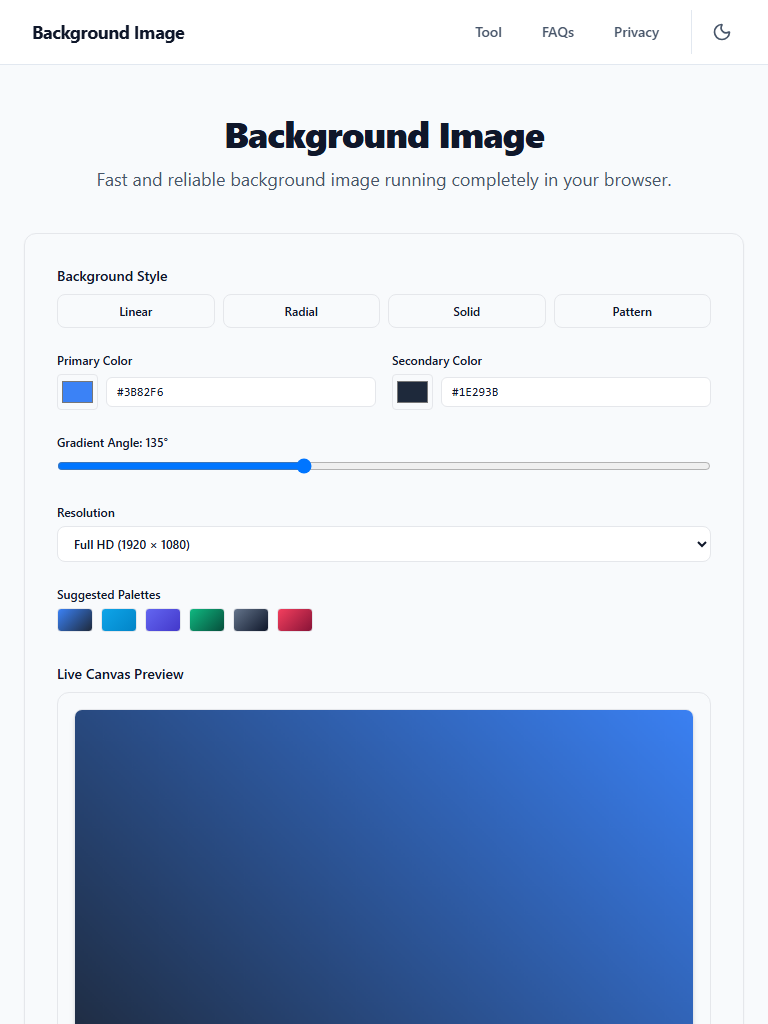 Background Image
Tool
FAQs
Privacy
Background Image
Fast and reliable background image running completely in your browser.
Background Style
Linear
Radial
Solid
Pattern
Primary Color
Secondary Color
#3B82F6
#1E293B
Gradient Angle: 135°
Resolution
Full HD (1920 × 1080)
Suggested Palettes
Live Canvas Preview